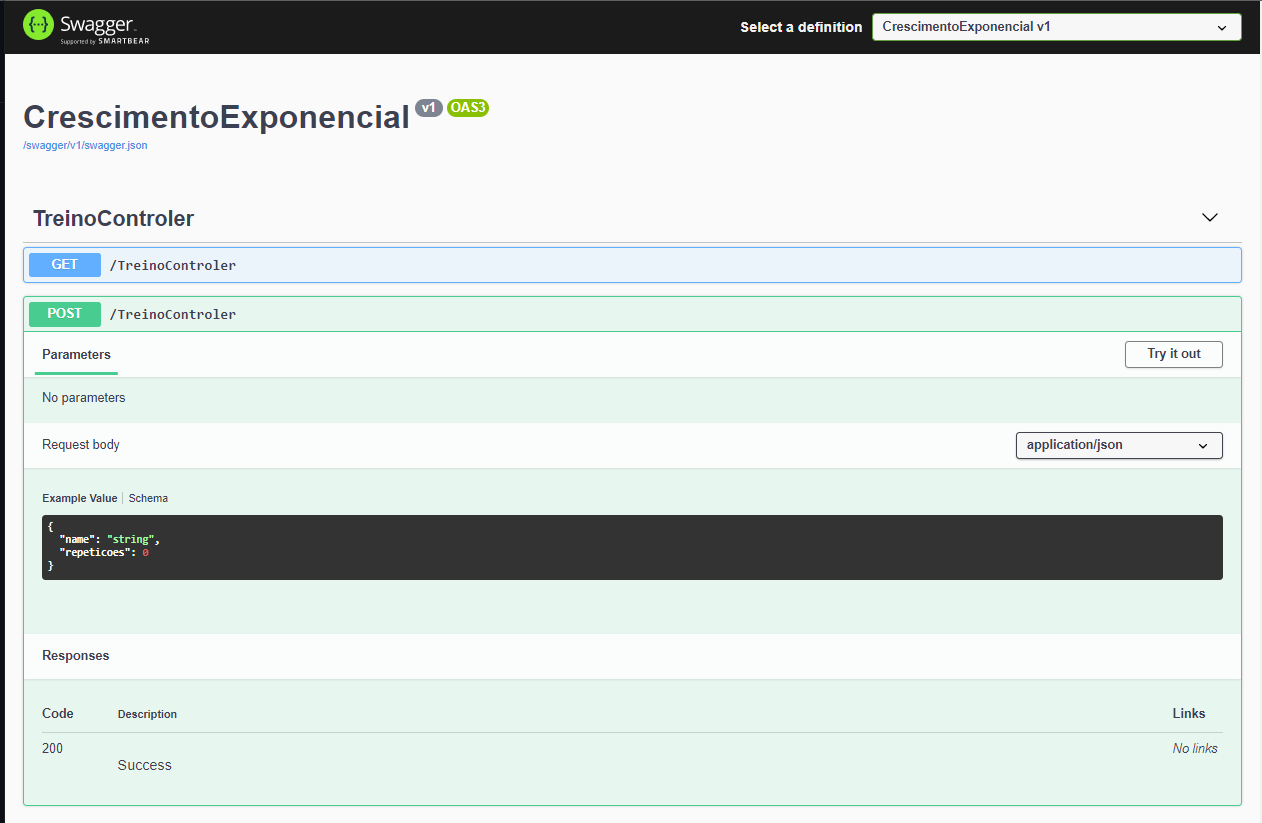 Swagger
Supported by SMARTBEAR
Select a definition
CrescimentoExponencial v1
CrescimentoExponencial v1 OAS3
/swagger/v1/swagger.json
TreinoControler
GET /TreinoControler
POST /TreinoControler
Parameters
Try it out
No parameters
Request body
application/json
Example Value Schema
{
"name": "string",
"repeticoes": 0
}
Responses
Code Description Links
200 Success No links